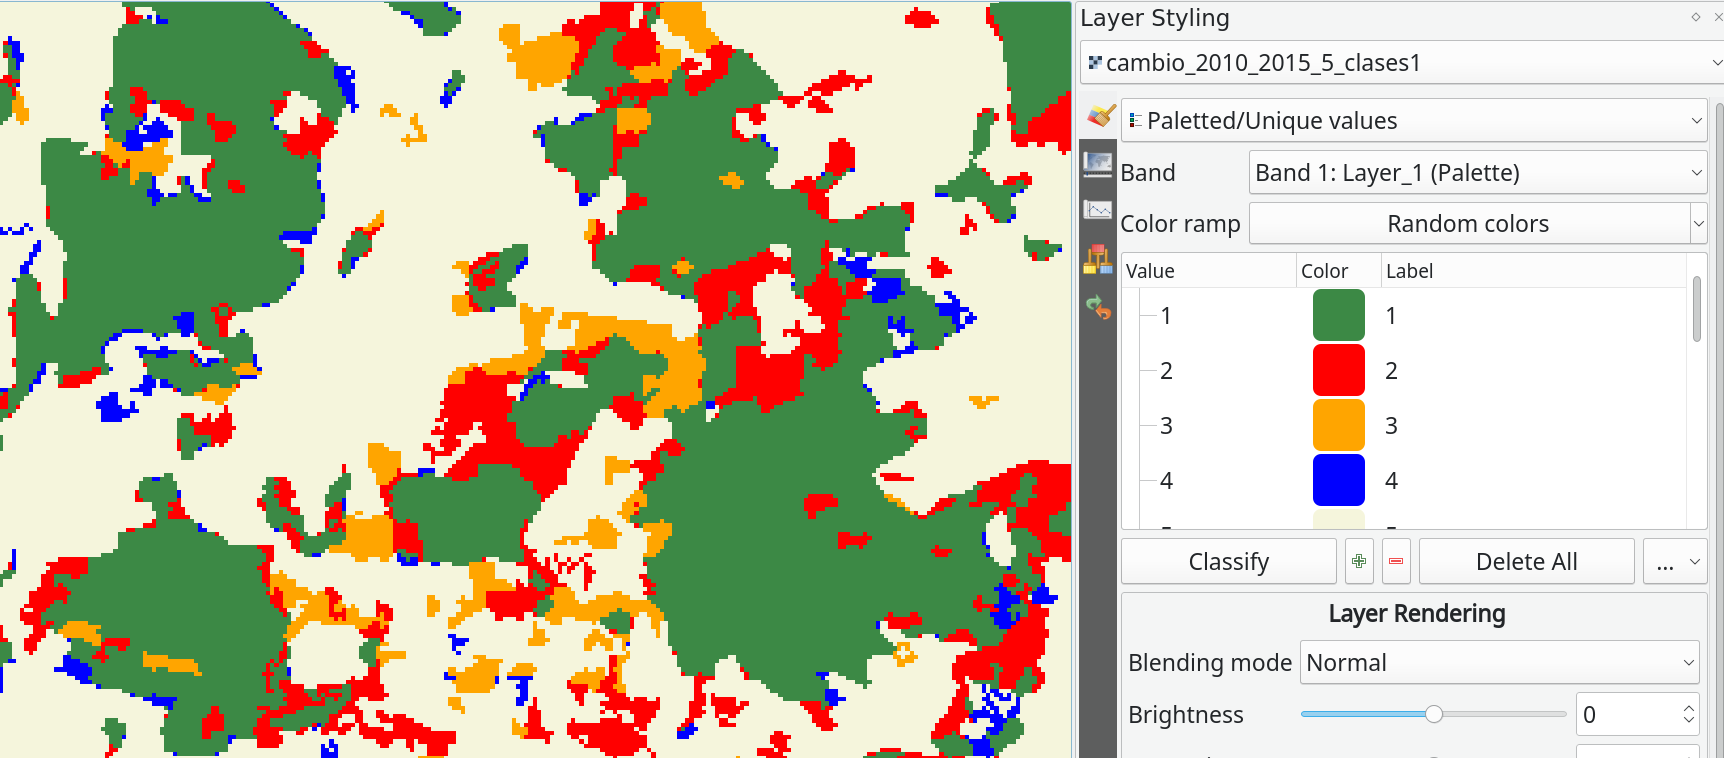 Layer Styling
cambio_2010_2015_5_clases1
Paletted/Unique values
Band Band 1: Layer_1 (Palette)
Color ramp Random colors
Value Color Label
1 1
2 2
3 3
4 4
Classify Delete All ...
Layer Rendering
Blending mode Normal
Brightness 0